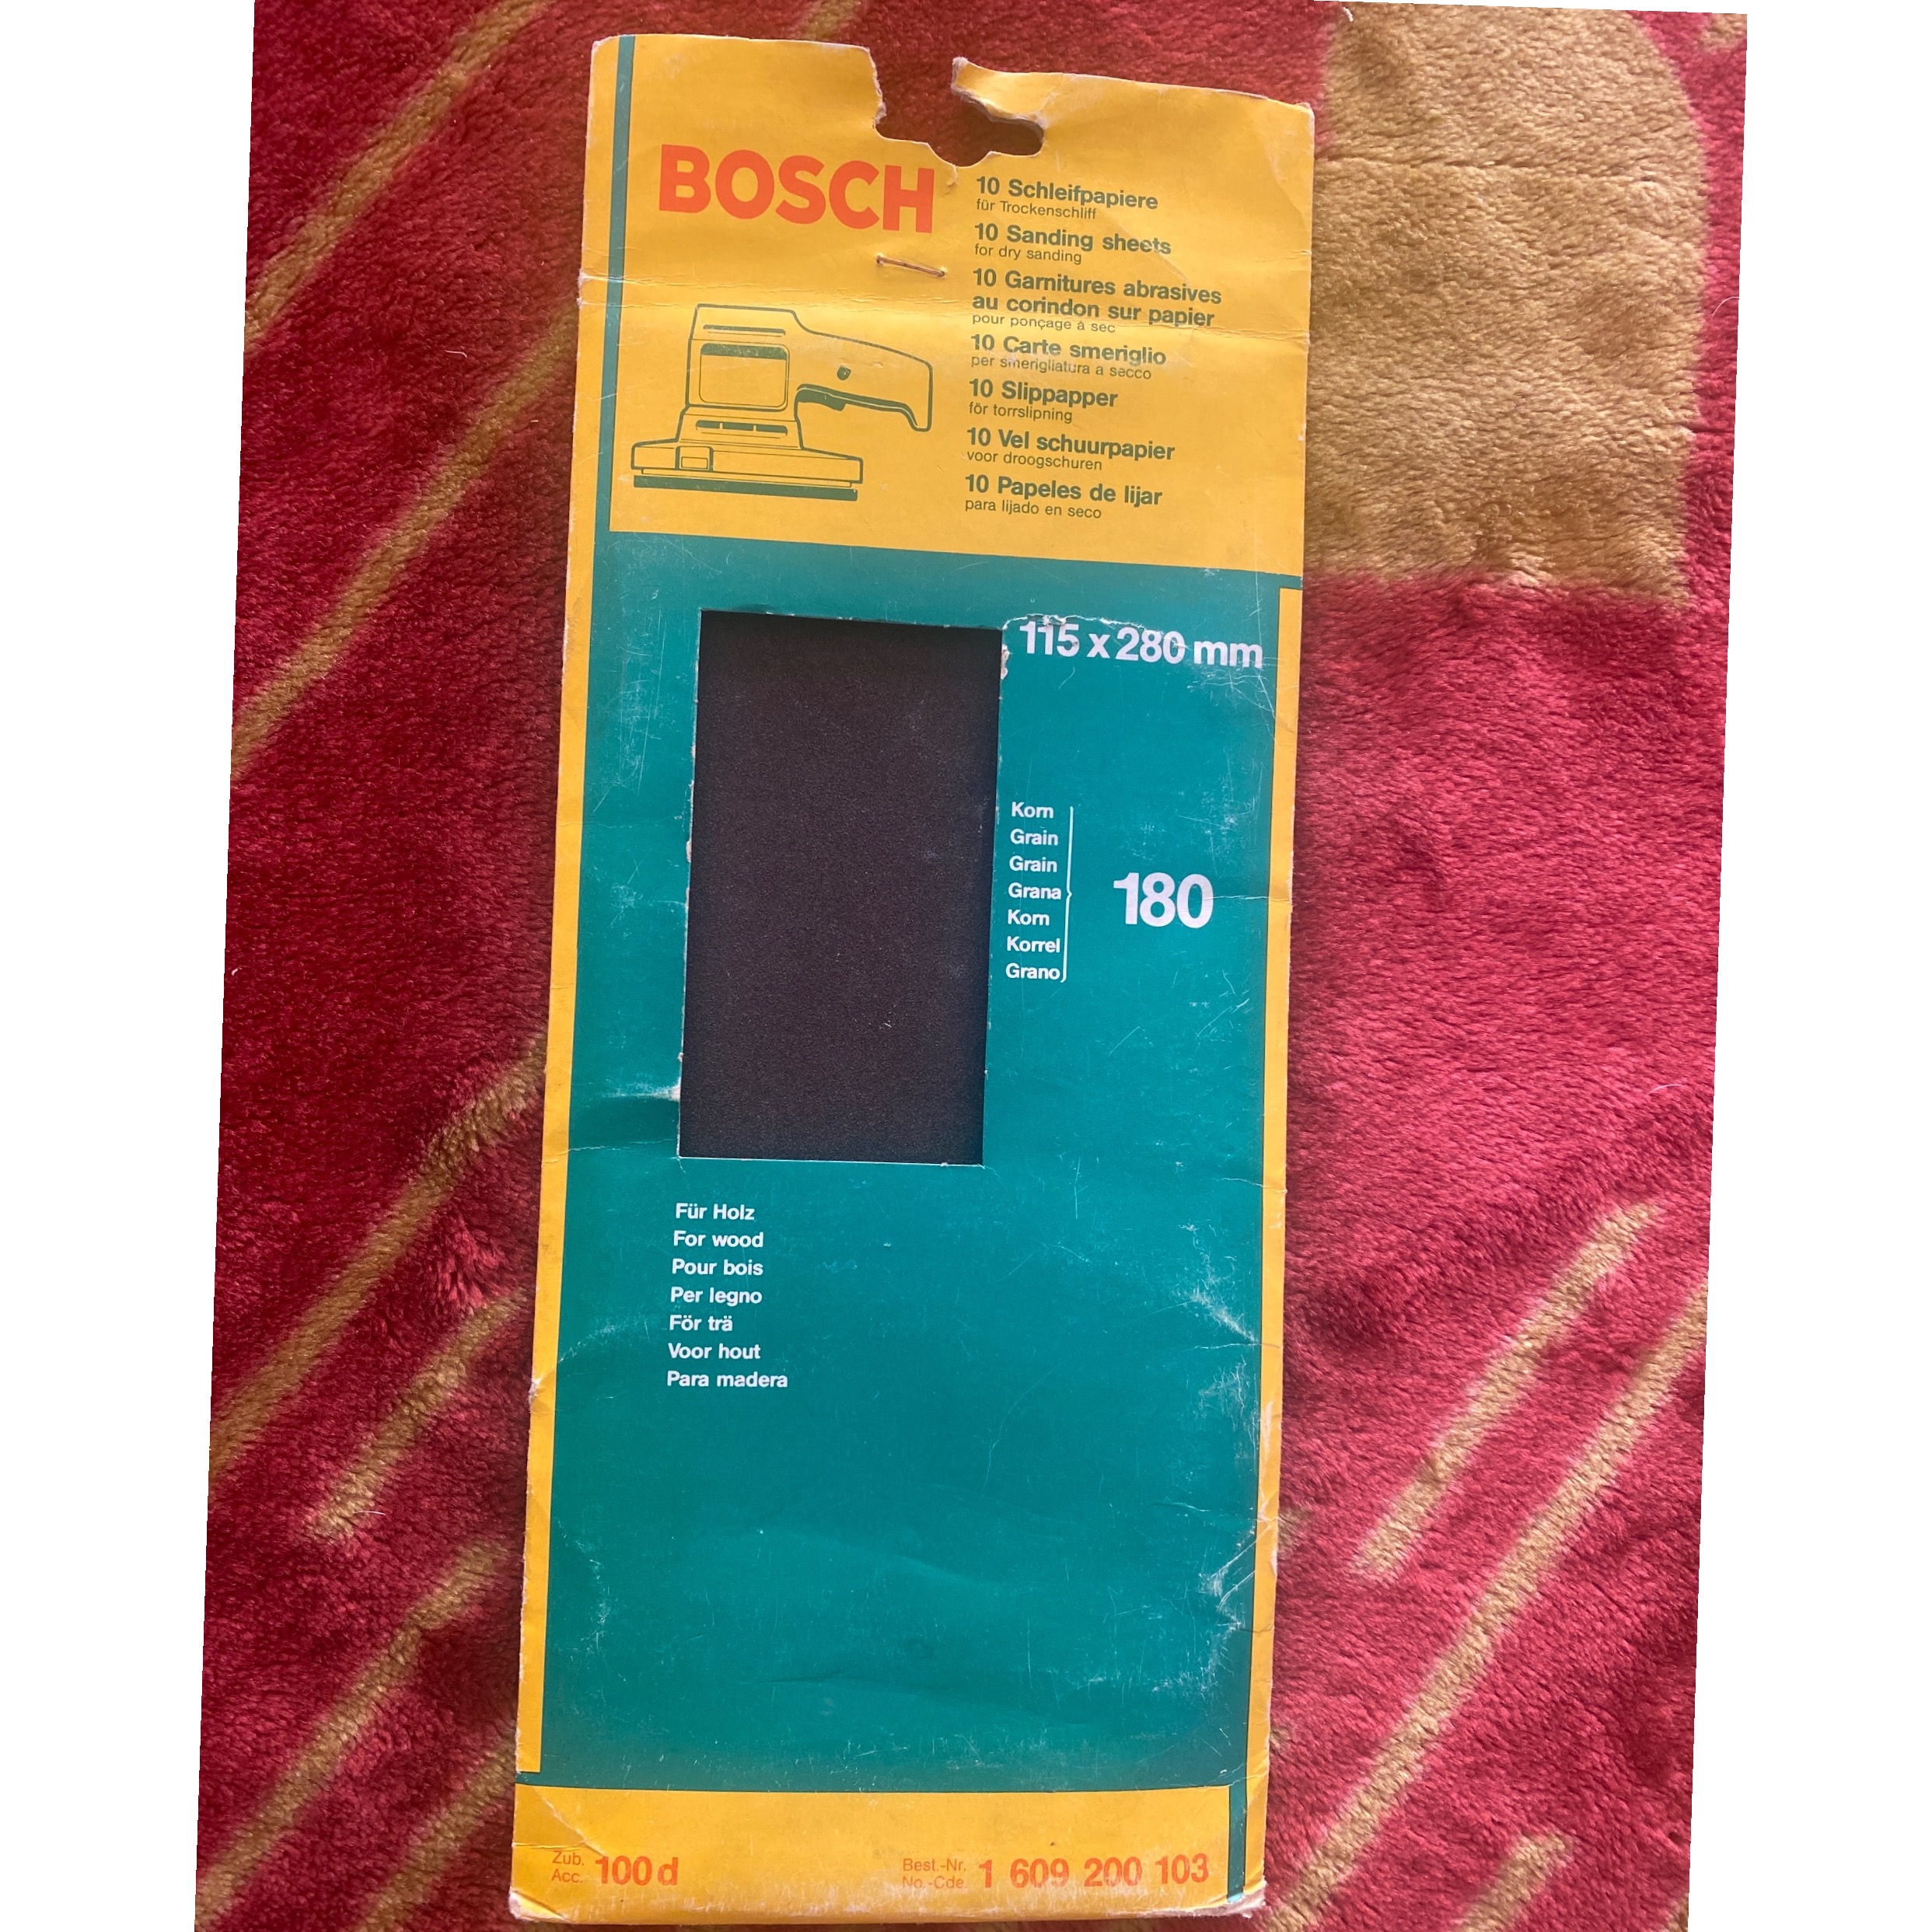 BOSCH
10 Schleifpapiere
für Trockenschliff
10 Sanding sheets
for dry sanding
10 Garnitures abrasives
au corindon sur papier
pour ponçage à sec
10 Carte smeriglio
per smerigliatura a secco
10 Slippapper
för torrslipning
10 Vel schuurpapier
voor droogschuren
10 Papeles de lijar
para lijado en seco
115 x 280 mm
Korn
Grain
Grain
Grana
Korn
Korrel
Grano
180
Für Holz
For wood
Pour bois
Per legno
För trä
Voor hout
Para madera
Zub.
Acc.
100 d
Best.-Nr.
No.-Cde.
1 609 200 103